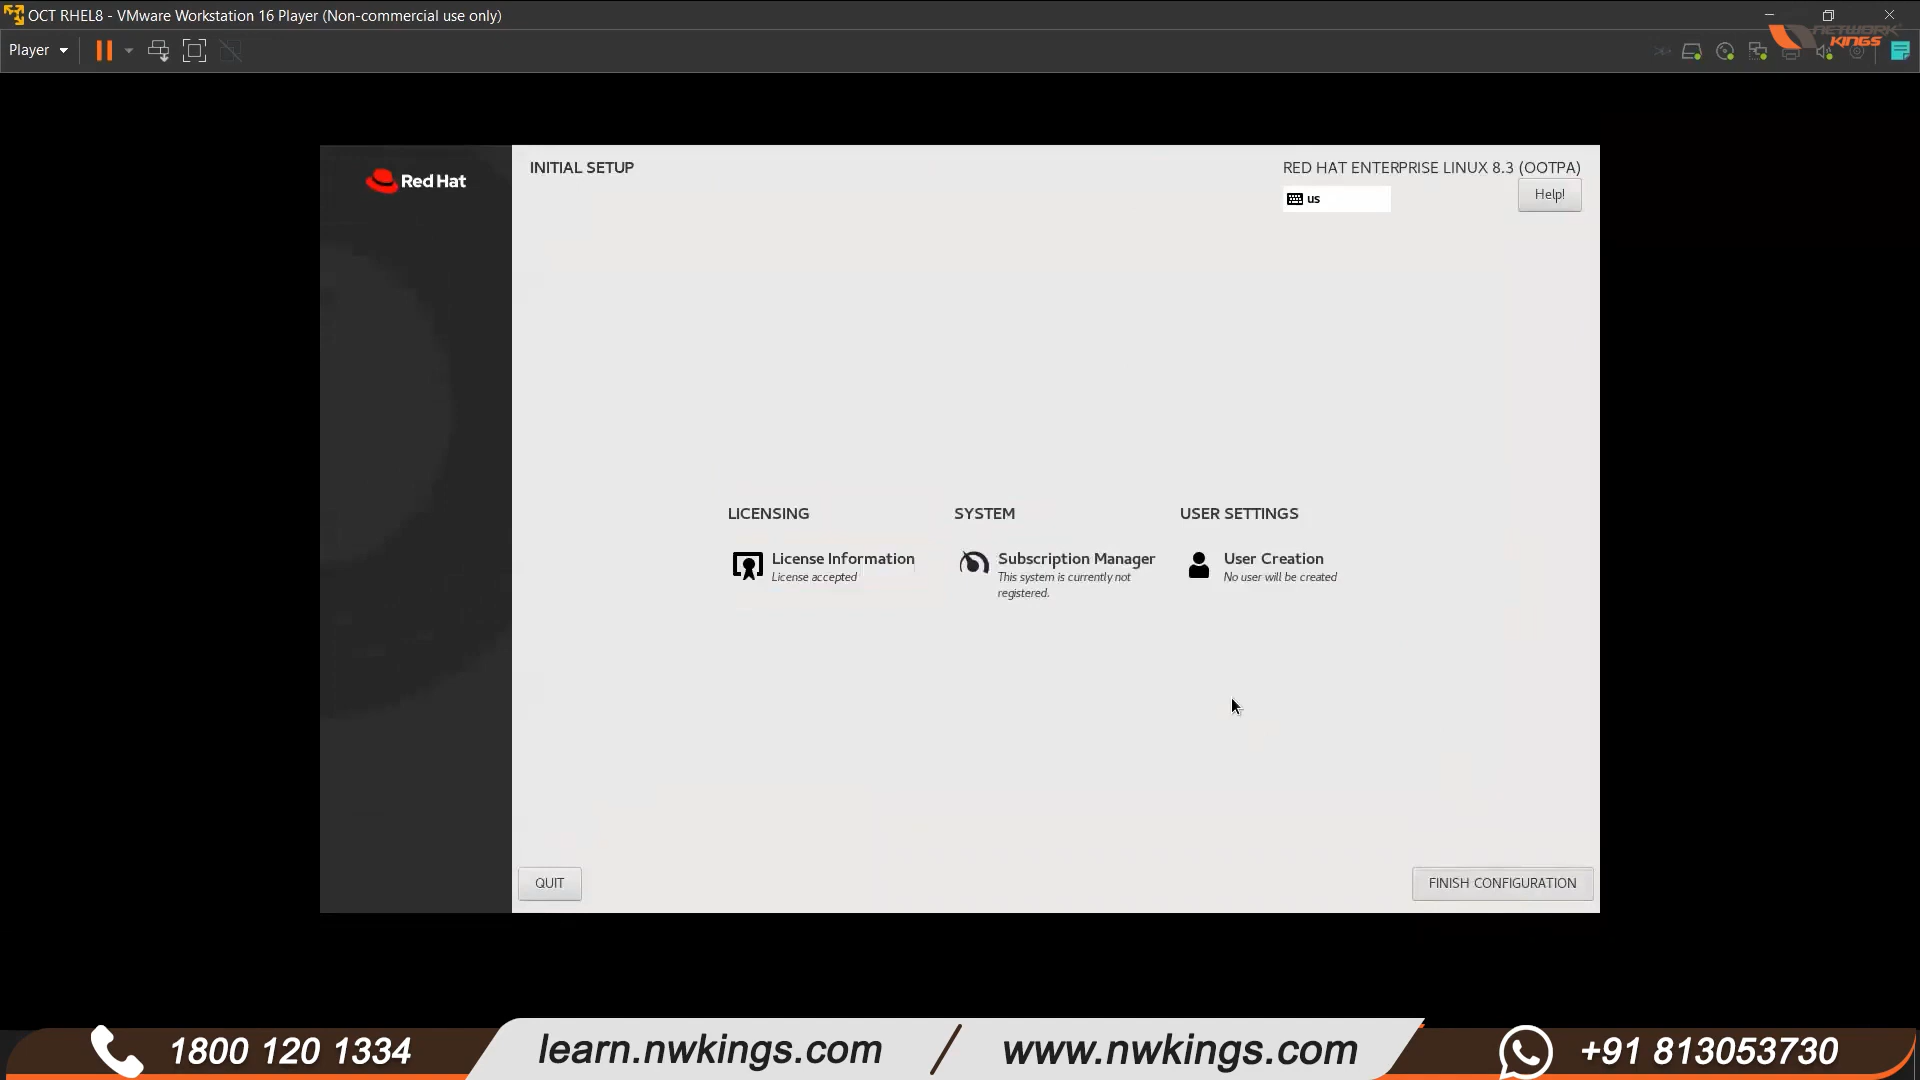 OCT RHEL8 - VMware Workstation 16 Player (Non-commercial use only)
Player
NETWORK
KINGS
Red Hat
INITIAL SETUP
RED HAT ENTERPRISE LINUX 8.3 (OOTPA)
us
Help!
LICENSING
SYSTEM
USER SETTINGS
License Information
License accepted
Subscription Manager
This system is currently not
registered.
User Creation
No user will be created
QUIT
FINISH CONFIGURATION
1800 120 1334
learn.nwkings.com / www.nwkings.com
+91 813053730